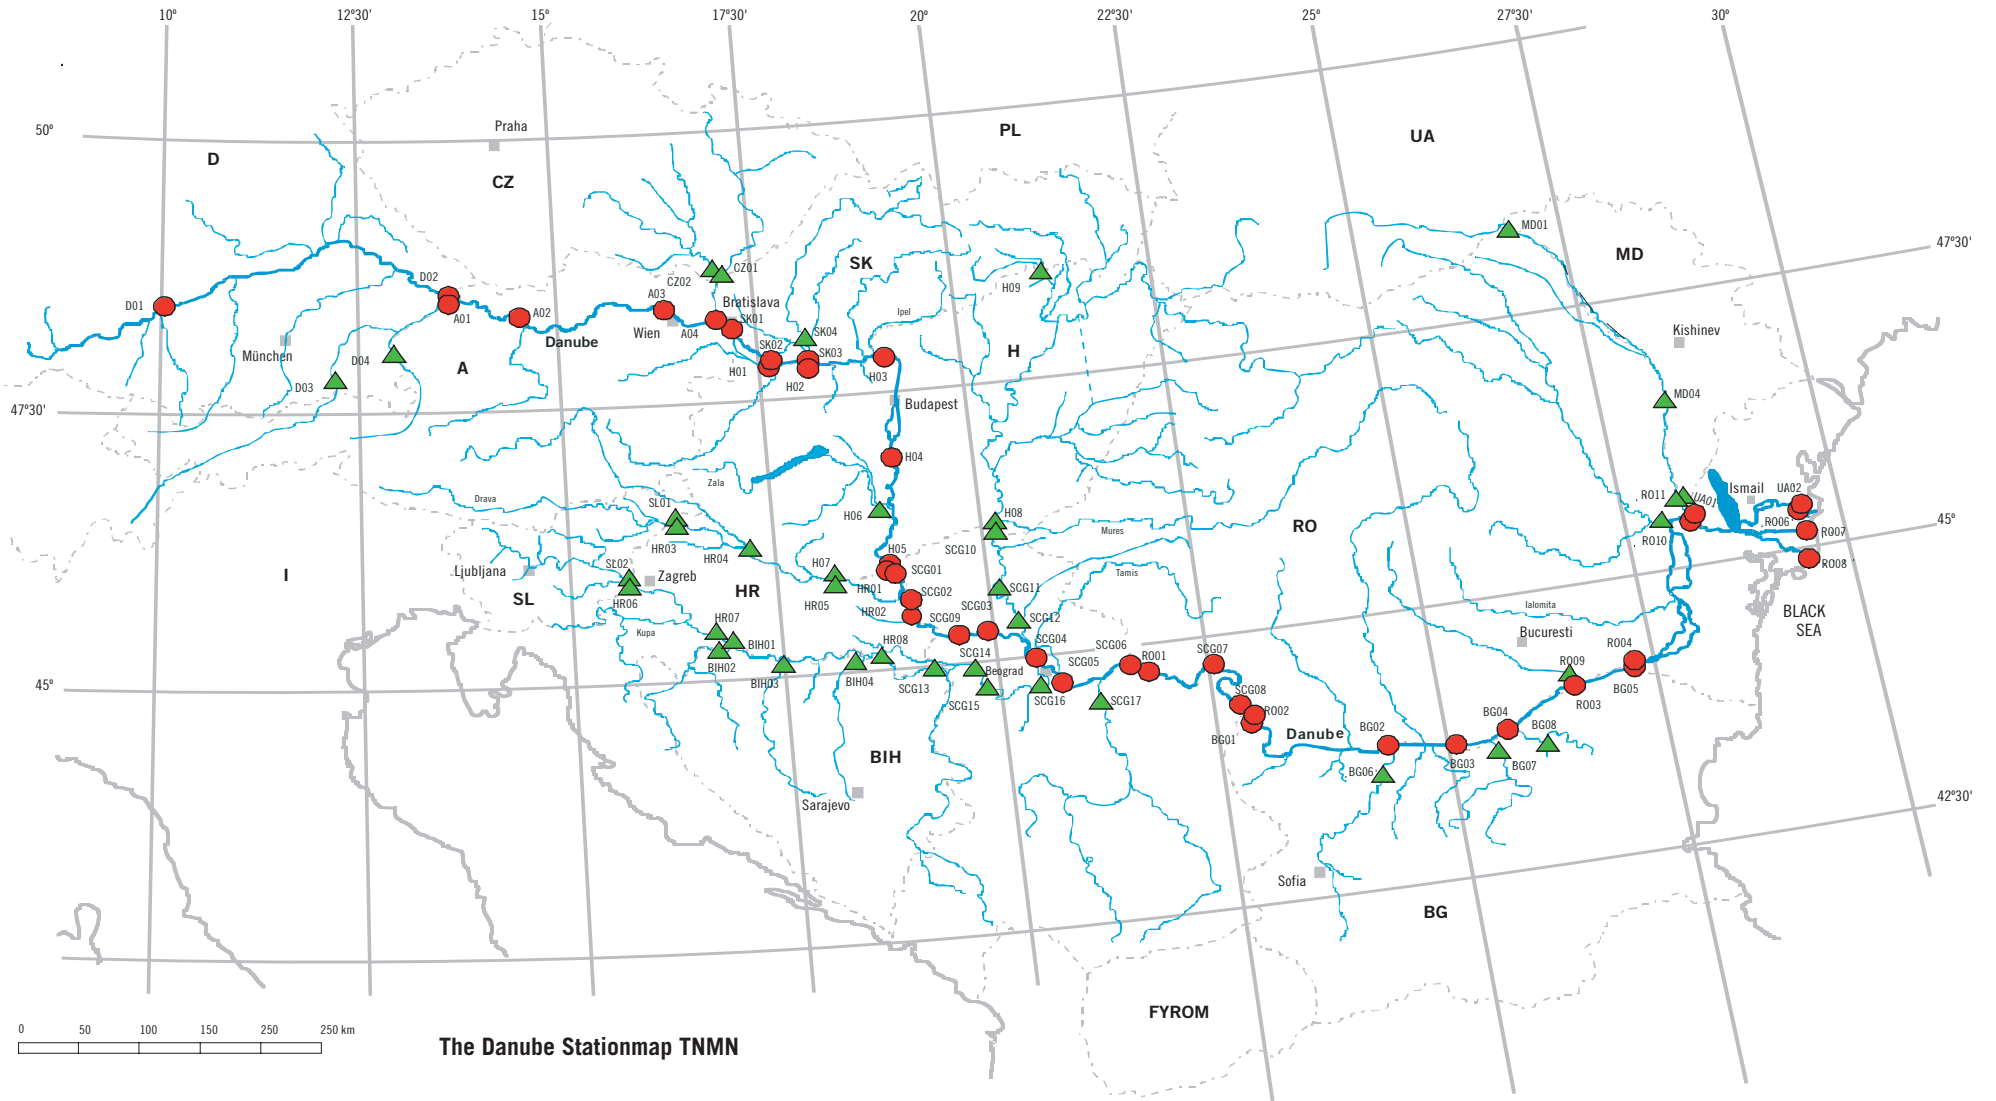 10°
12°30'
15°
17°30'
20°
22°30'
25°
27°30'
30°
50°
47°30'
45°
47°30'
45°
42°30'
D
Praha
CZ
PL
UA
MD
MD01
D01
D02
A01
A02
A03
Wien
A04
CZ01
CZ02
Bratislava
SK01
SK
SK02
SK04
SK03
H01
H02
H03
Ipel
H09
H
Kishinev
MD04
München
D03
D04
A
Danube
Budapest
H04
Zala
Drava
SL01
HR03
HR04
H06
H08
SCG10
Mures
RO
RO11
UA01
Ismail
UA02
RO06
RO07
RO08
RO10
I
Ljubljana
SL02
Zagreb
HR06
SL
HR
H07
HR05
H05
HR01
HR02
SCG01
SCG02
SCG03
SCG11
Tamis
SCG12
SCG09
Kupa
HR07
BIH01
BIH02
BIH03
HR08
BIH04
SCG14
SCG13
Beograd
SCG15
SCG04
SCG05
SCG16
SCG06
RO01
SCG17
SCG07
SCG08
RO02
BG01
Danube
BG02
BG06
BG03
BG04
BG08
BG07
Ialomita
Bucuresti
RO09
RO04
RO03
BG05
BLACK
SEA
BIH
Sarajevo
Sofia
BG
FYROM
0
50
100
150
250
250 km
The Danube Stationmap TNMN